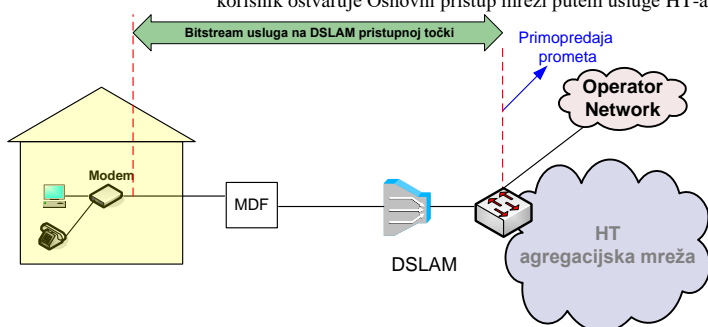 korisnik ostvaruje Osnovni pristup mreži putem usluge HT-a
Bitstream usluga na DSLAM pristupnoj točki
Primopredaja
prometa
Operator
Network
Modem
MDF
DSLAM
HT
agregacijska mreža